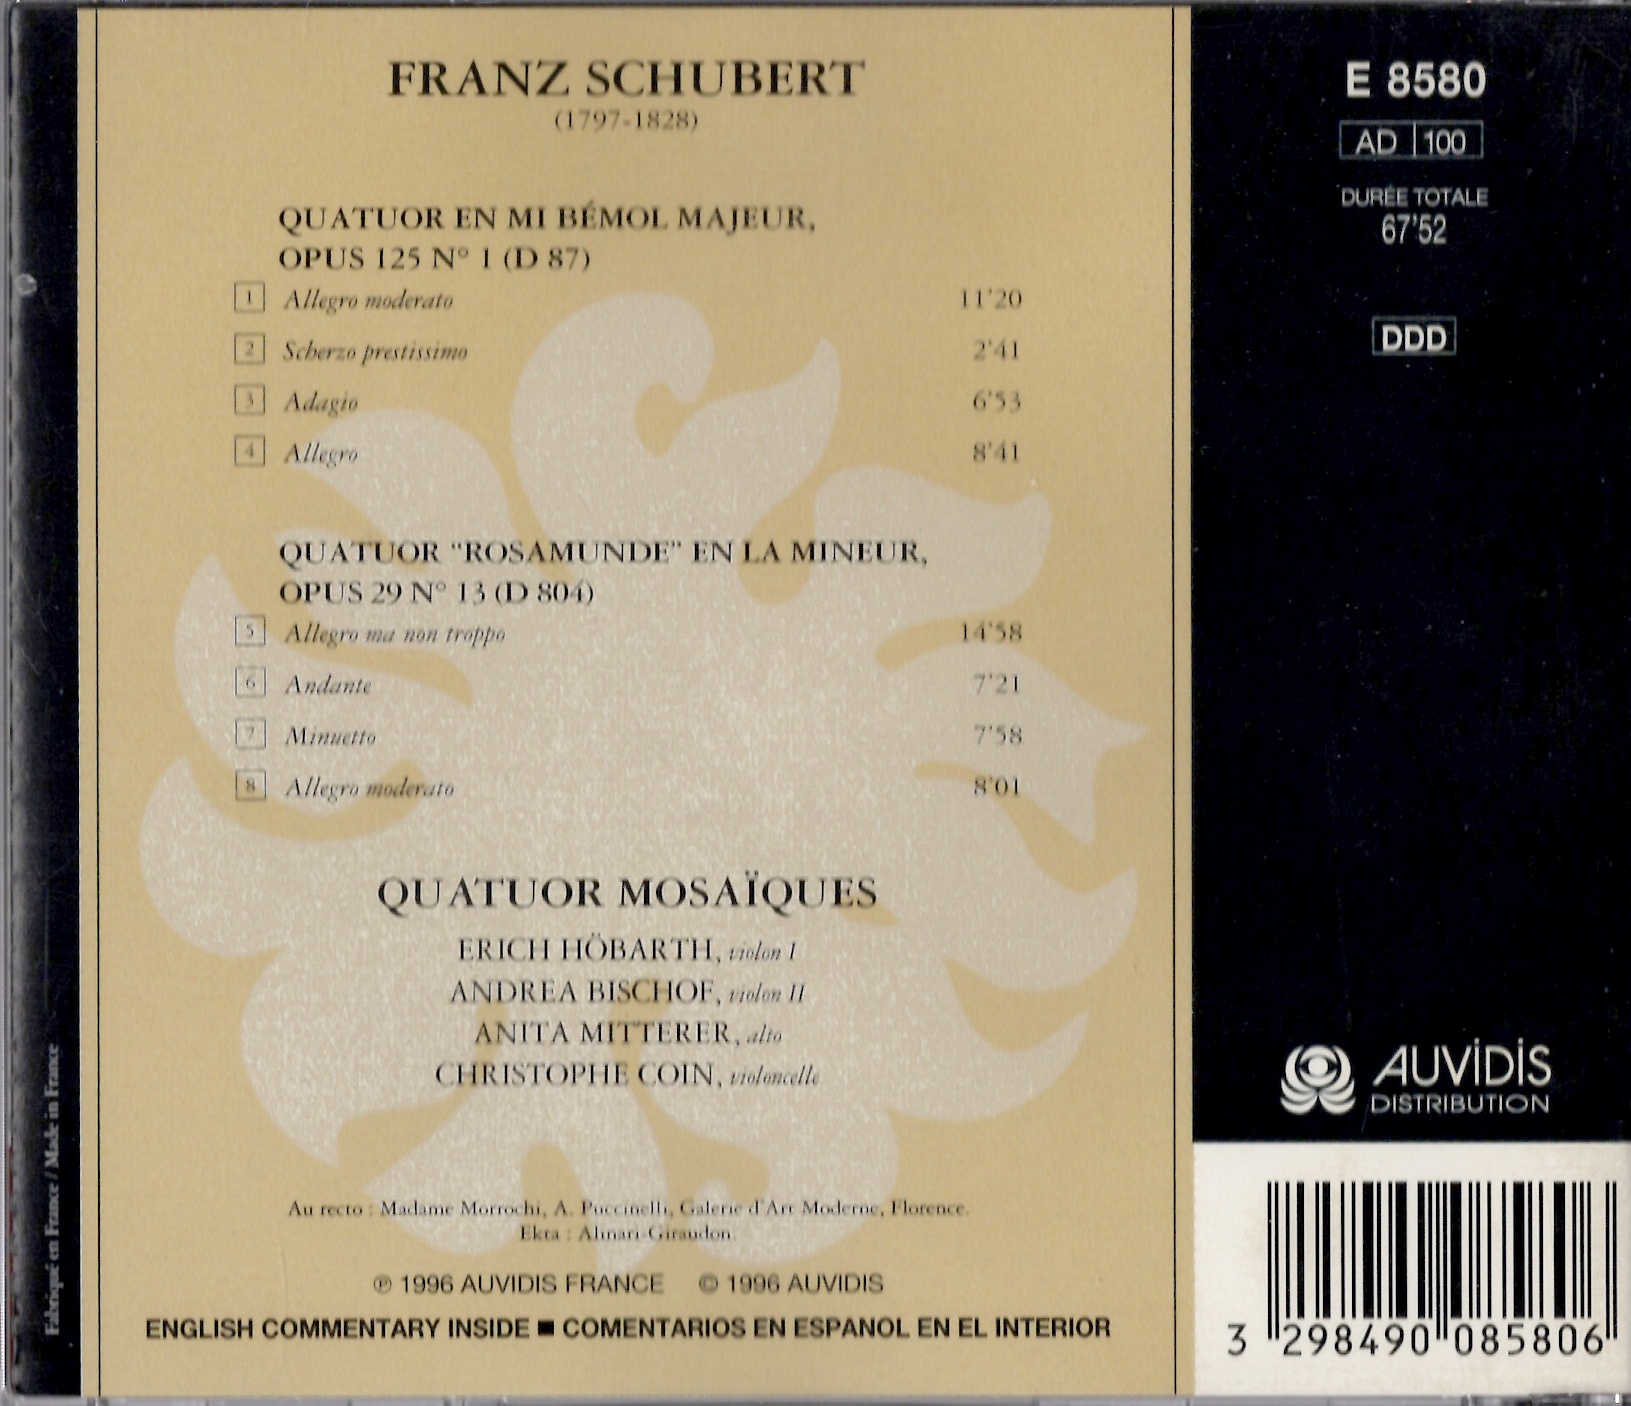 FRANZ SCHUBERT
(1797-1828)
QUATUOR EN MI BÉMOL MAJEUR,
OPUS 125 N° 1 (D 87)
1 Allegro moderato 11'20
2 Scherzo prestissimo 2'41
3 Adagio 6'53
4 Allegro 8'41
QUATUOR "ROSAMUNDE" EN LA MINEUR,
OPUS 29 N° 13 (D 804)
5 Allegro ma non troppo 14'58
6 Andante 7'21
7 Minuetto 7'58
8 Allegro moderato 8'01
QUATUOR MOSAÏQUES
ERICH HÖBARTH, violon I
ANDREA BISCHOF, violon II
ANITA MITTERER, alto
CHRISTOPHE COIN, violoncelle
Au recto : Madame Morrochi, A. Puccinelli, Galerie d'Art Moderne, Florence.
Ekta : Alinari-Giraudon.
℗ 1996 AUVIDIS FRANCE © 1996 AUVIDIS
ENGLISH COMMENTARY INSIDE ■ COMENTARIOS EN ESPANOL EN EL INTERIOR
Fabriqué en France / Made in France
E 8580
AD 100
DURÉE TOTALE
67'52
DDD
AUVIDIS
DISTRIBUTION
3 298490 085806